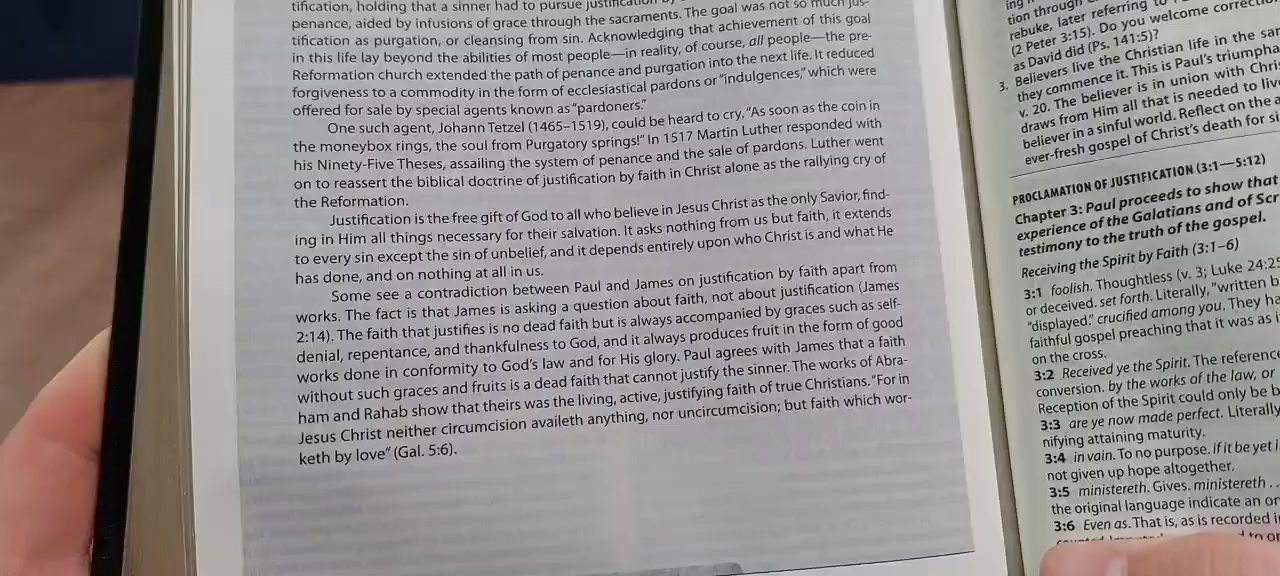 tification, holding that a sinner had to pursue justification
penance, aided by infusions of grace through the sacraments. The goal was not so much jus-
tification as purgation, or cleansing from sin. Acknowledging that achievement of this goal
in this life lay beyond the abilities of most people—in reality, of course, all people—the pre-
Reformation church extended the path of penance and purgation into the next life. It reduced
forgiveness to a commodity in the form of ecclesiastical pardons or "indulgences," which were
offered for sale by special agents known as "pardoners."
One such agent, Johann Tetzel (1465–1519), could be heard to cry, "As soon as the coin in
the moneybox rings, the soul from Purgatory springs!" In 1517 Martin Luther responded with
his Ninety-Five Theses, assailing the system of penance and the sale of pardons. Luther went
on to reassert the biblical doctrine of justification by faith in Christ alone as the rallying cry of
the Reformation.
Justification is the free gift of God to all who believe in Jesus Christ as the only Savior, find-
ing in Him all things necessary for their salvation. It asks nothing from us but faith, it extends
to every sin except the sin of unbelief, and it depends entirely upon who Christ is and what He
has done, and on nothing at all in us.
Some see a contradiction between Paul and James on justification by faith apart from
works. The fact is that James is asking a question about faith, not about justification (James
2:14). The faith that justifies is no dead faith but is always accompanied by graces such as self-
denial, repentance, and thankfulness to God, and it always produces fruit in the form of good
works done in conformity to God's law and for His glory. Paul agrees with James that a faith
without such graces and fruits is a dead faith that cannot justify the sinner. The works of Abra-
ham and Rahab show that theirs was the living, active, justifying faith of true Christians. "For in
Jesus Christ neither circumcision availeth anything, nor uncircumcision; but faith which wor-
keth by love" (Gal. 5:6).
tion through
rebuke, later referring to
(2 Peter 3:15). Do you welcome
as David did (Ps. 141:5)?
3. Believers live the Christian life in the
they commence it. This is Paul's
v. 20. The believer is in union with
draws from Him all that is needed to
believer in a sinful world. Reflect on the
ever-fresh gospel of Christ's death for
PROCLAMATION OF JUSTIFICATION (3:1—5:12)
Chapter 3: Paul proceeds to show that
experience of the Galatians and of
testimony to the truth of the gospel.
Receiving the Spirit by Faith (3:1–6)
3:1 foolish. Thoughtless (v. 3; Luke 24:25
or deceived. set forth. Literally, "written
"displayed." crucified among you. They
faithful gospel preaching that it was as
on the cross.
3:2 Received ye the Spirit. The reference
conversion. by the works of the law, or
Reception of the Spirit could only be
3:3 are ye now made perfect. Literally
nifying attaining maturity.
3:4 in vain. To no purpose. if it be yet
not given up hope altogether.
3:5 ministereth. Gives. ministereth . .
the original language indicate an
3:6 Even as. That is, as is recorded